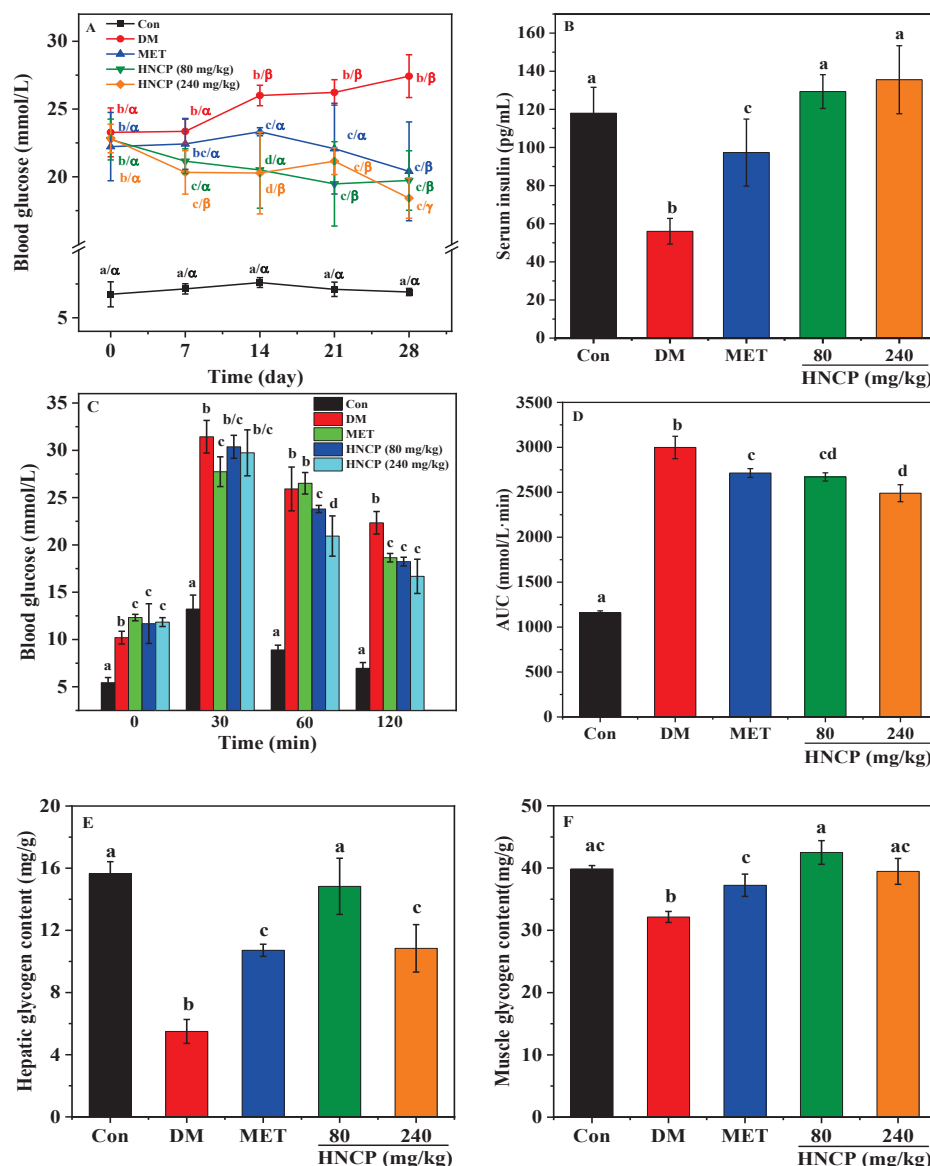 A
Con
DM
MET
HNCP (80 mg/kg)
HNCP (240 mg/kg)
Blood glucose (mmol/L)
30
25
20
5
b/α b/α b/β b/β b/β
b/α bc/α c/α c/α c/β
b/α c/α d/α c/β c/β
b/α c/β d/β c/β c/γ
a/α a/α a/α a/α a/α
0 7 14 21 28
Time (day)
B
Serum insulin (pg/mL)
160
140
120
100
80
60
40
20
0
a b c a a
Con DM MET 80 240
HNCP (mg/kg)
C
Con
DM
MET
HNCP (80 mg/kg)
HNCP (240 mg/kg)
Blood glucose (mmol/L)
35
30
25
20
15
10
5
a b c c c
a b c b/c b/c
a b b c d
a b c c c
0 30 60 120
Time (min)
D
AUC (mmol/L·min)
3500
3000
2500
2000
1500
1000
500
0
a b c cd d
Con DM MET 80 240
HNCP (mg/kg)
E
Hepatic glycogen content (mg/g)
20
16
12
8
4
0
a b c a c
Con DM MET 80 240
HNCP (mg/kg)
F
Muscle glycogen content(mg/g)
50
40
30
20
10
0
ac b c a ac
Con DM MET 80 240
HNCP (mg/kg)